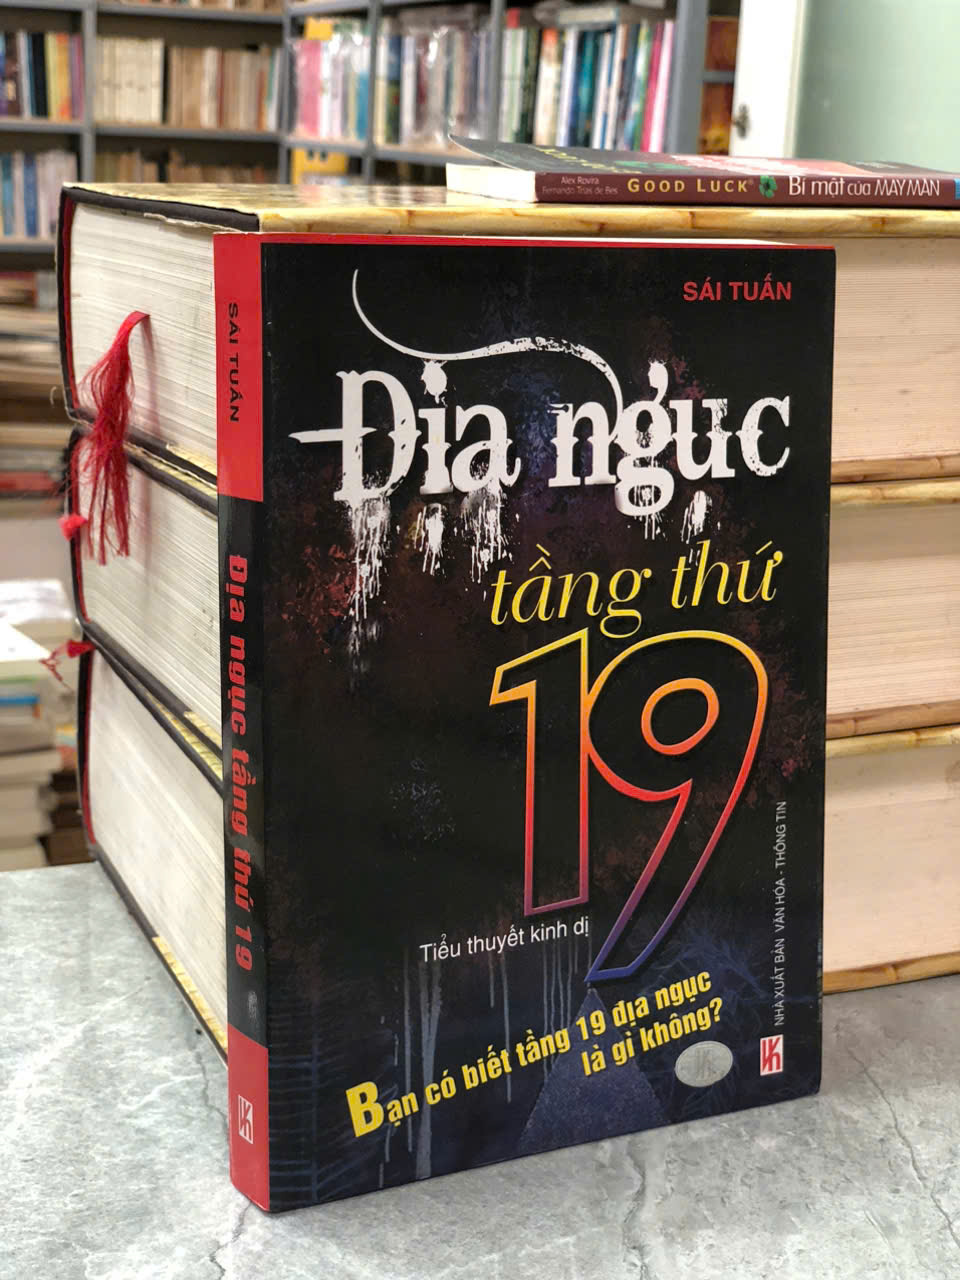 Alex Rovira
Fernando Trias de Bes
GOOD LUCK®
Bí mật của MAY MẮN
SÁI TUẤN
Địa ngục
tầng thứ
19
Tiểu thuyết kinh dị
Bạn có biết tầng 19 địa ngục
là gì không?
NHÀ XUẤT BẢN VĂN HÓA - THÔNG TIN
SÁI TUẤN
Địa ngục tầng thứ 19